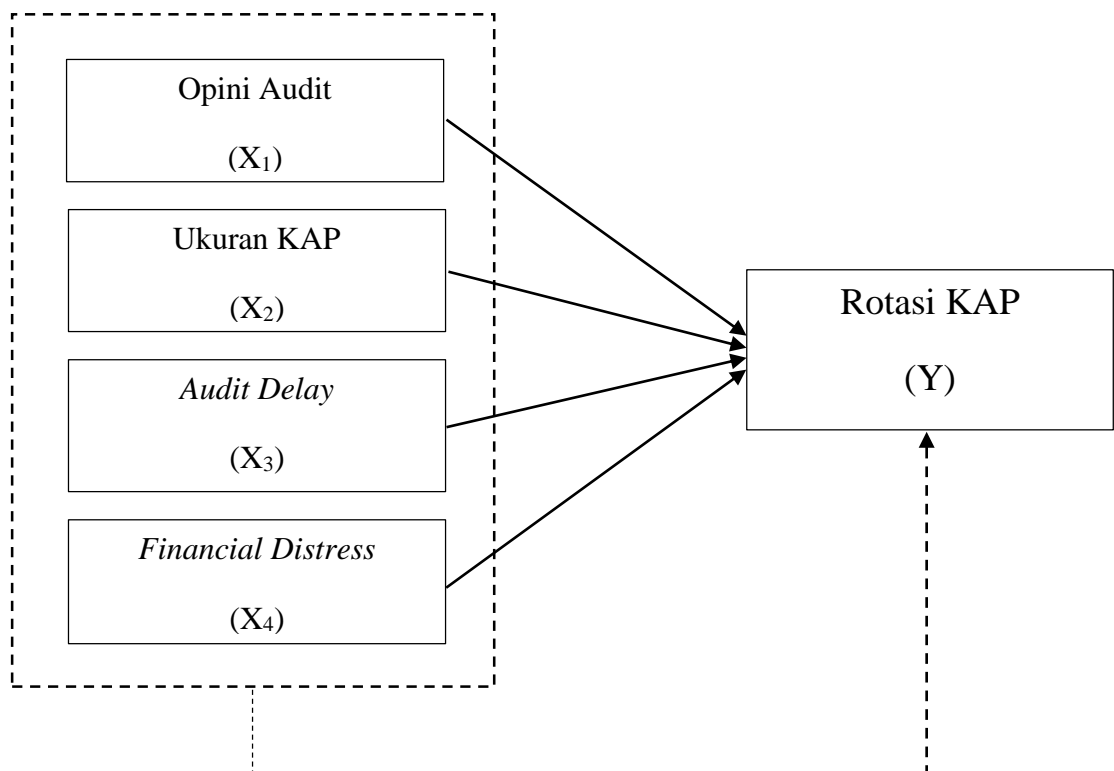 Opini Audit
(X₁)
Ukuran KAP
(X₂)
Audit Delay
(X₃)
Financial Distress
(X₄)
Rotasi KAP
(Y)